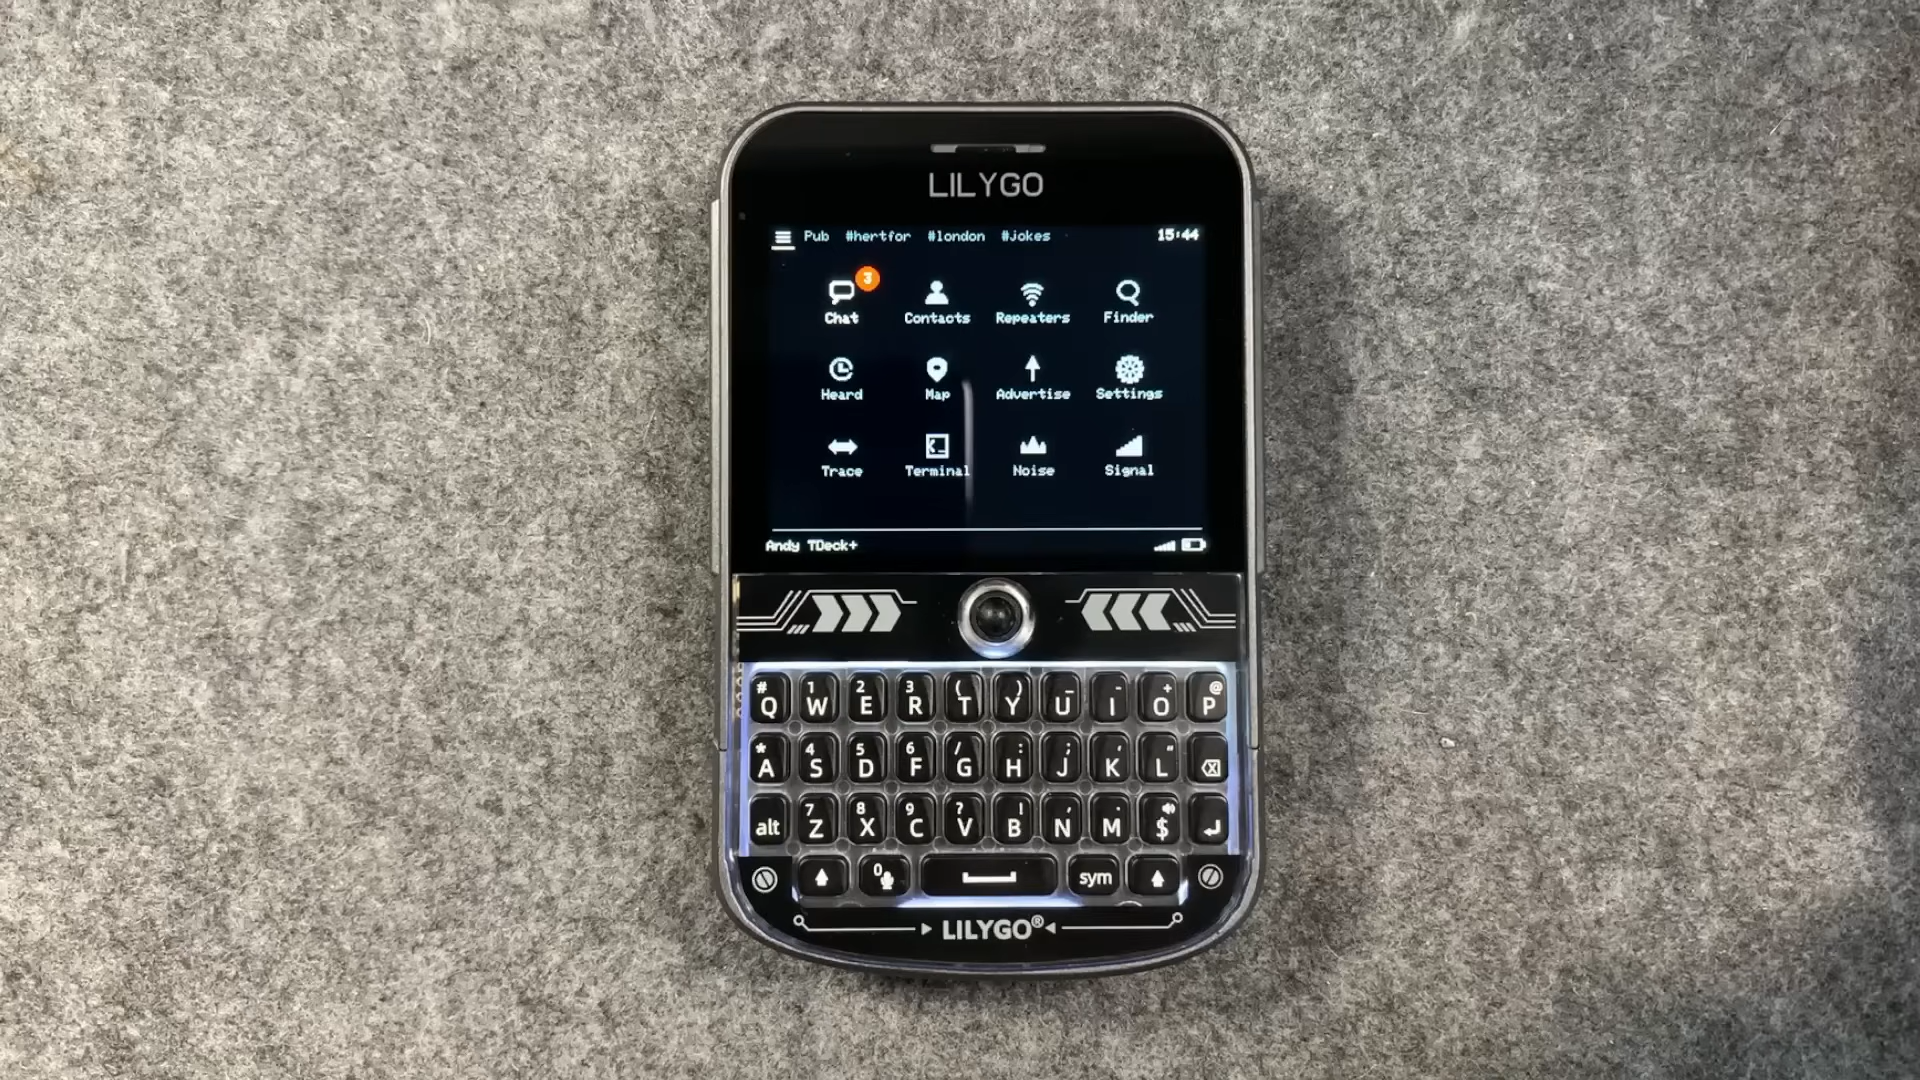 LILYGO
Pub #hertfor #london #jokes 15:44
3
Chat Contacts Repeaters Finder
Heard Map Advertise Settings
Trace Terminal Noise Signal
Andy TDeck+
# 1 2 3 ( ) _ - + @
Q W E R T Y U I O P
* 4 5 6 / : ; ' "
A S D F G H J K L
7 8 9 ? ! , .
alt Z X C V B N M $
0 sym
LILYGO®